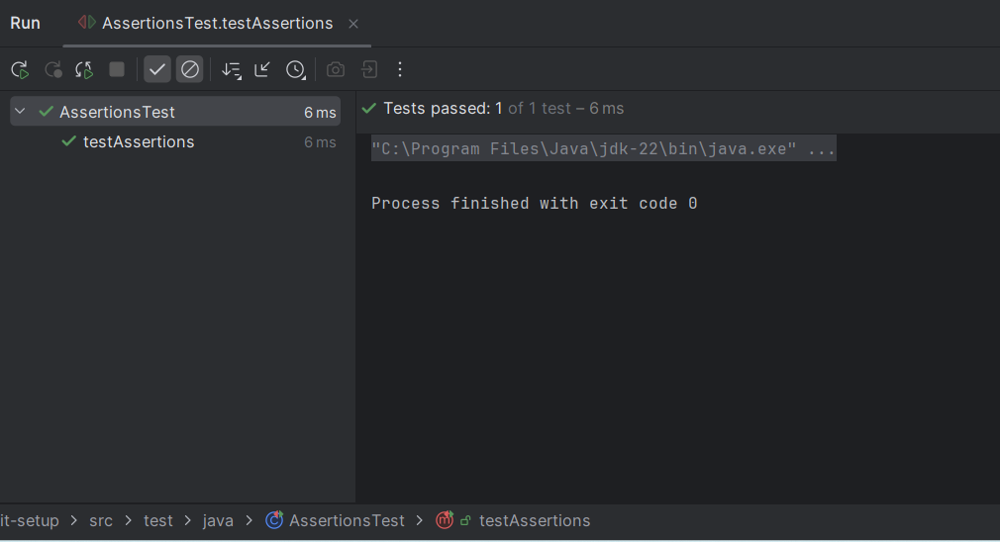 Run AssertionsTest.testAssertions
AssertionsTest 6 ms
testAssertions 6 ms
Tests passed: 1 of 1 test – 6 ms
"C:\Program Files\Java\jdk-22\bin\java.exe" ...
Process finished with exit code 0
it-setup > src > test > java > AssertionsTest > testAssertions